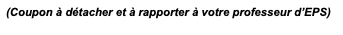 (Coupon à détacher et à rapporter à votre professeur d'EPS)